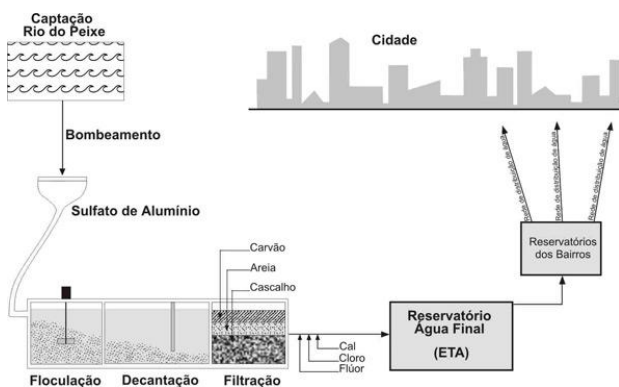 Captação
Rio do Peixe
Cidade
Bombeamento
Sulfato de Alumínio
Rede de distribuição de água
Rede de distribuição de água
Rede de distribuição de água
Carvão
Areia
Cascalho
Reservatórios
dos Bairros
Reservatório
Água Final
(ETA)
Cal
Cloro
Flúor
Floculação
Decantação
Filtração